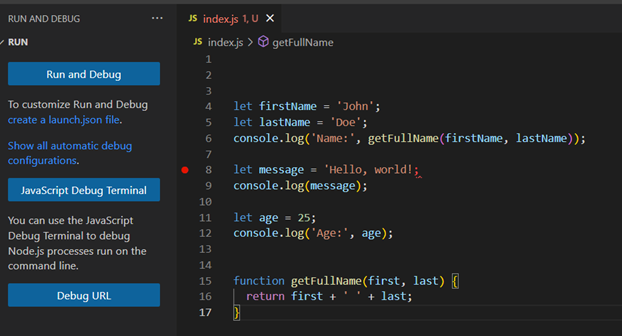 RUN AND DEBUG ...
RUN
Run and Debug
To customize Run and Debug
create a launch.json file.
Show all automatic debug
configurations.
JavaScript Debug Terminal
You can use the JavaScript
Debug Terminal to debug
Node.js processes run on the
command line.
Debug URL
JS index.js 1, U
JS index.js > getFullName
1
2
3
4 let firstName = 'John';
5 let lastName = 'Doe';
6 console.log('Name:', getFullName(firstName, lastName));
7
8 let message = 'Hello, world!;
9 console.log(message);
10
11 let age = 25;
12 console.log('Age:', age);
13
14
15 function getFullName(first, last) {
16 return first + ' ' + last;
17 }